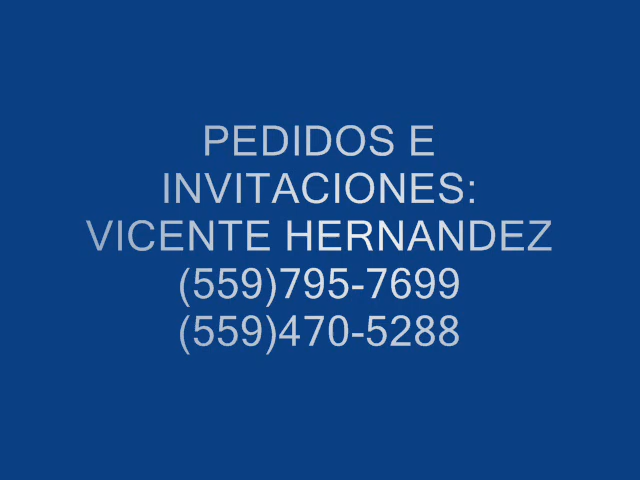 PEDIDOS E
INVITACIONES:
VICENTE HERNANDEZ
(559)795-7699
(559)470-5288